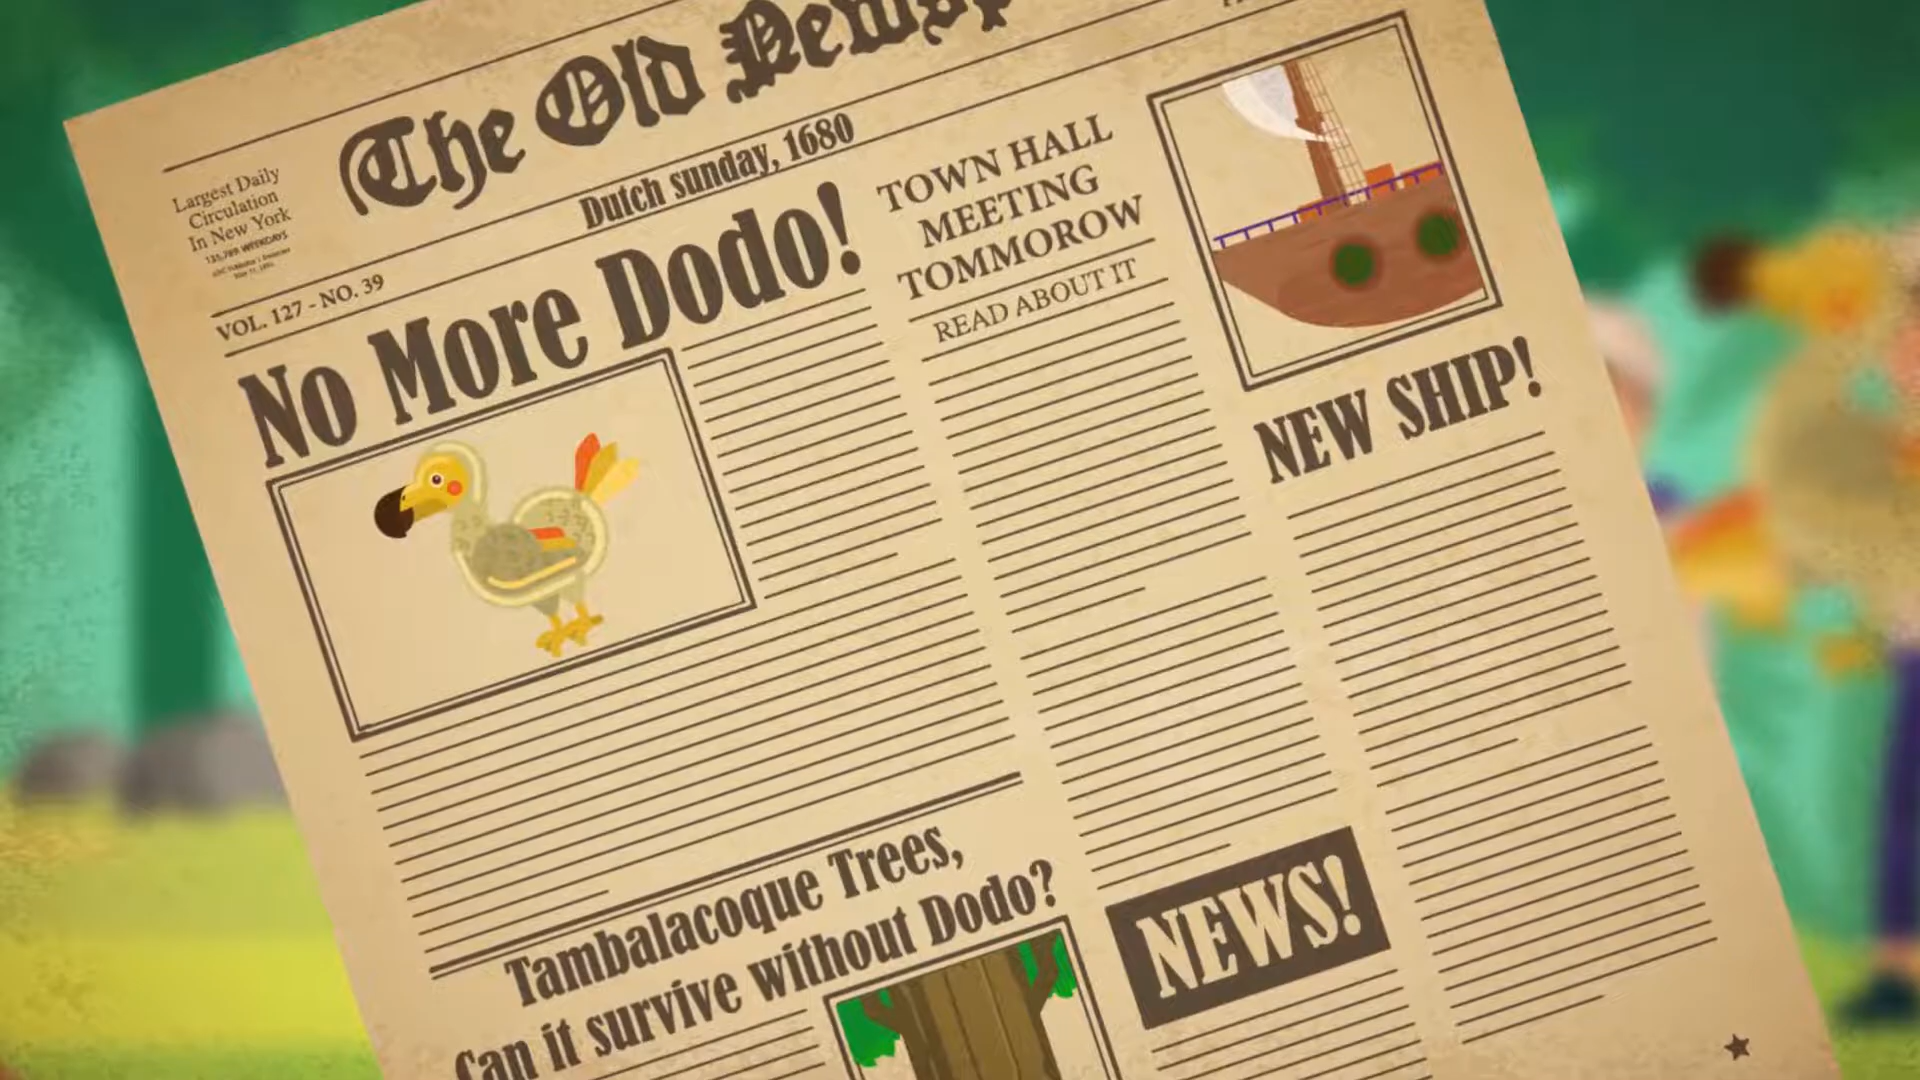 The Old
Largest Daily
Circulation
In New York
Dutch sunday, 1680
VOL. 127 - NO. 39
No More Dodo!
TOWN HALL
MEETING
TOMMOROW
READ ABOUT IT
NEW SHIP!
Tambalacoque Trees,
Can it survive without Dodo?
NEWS!